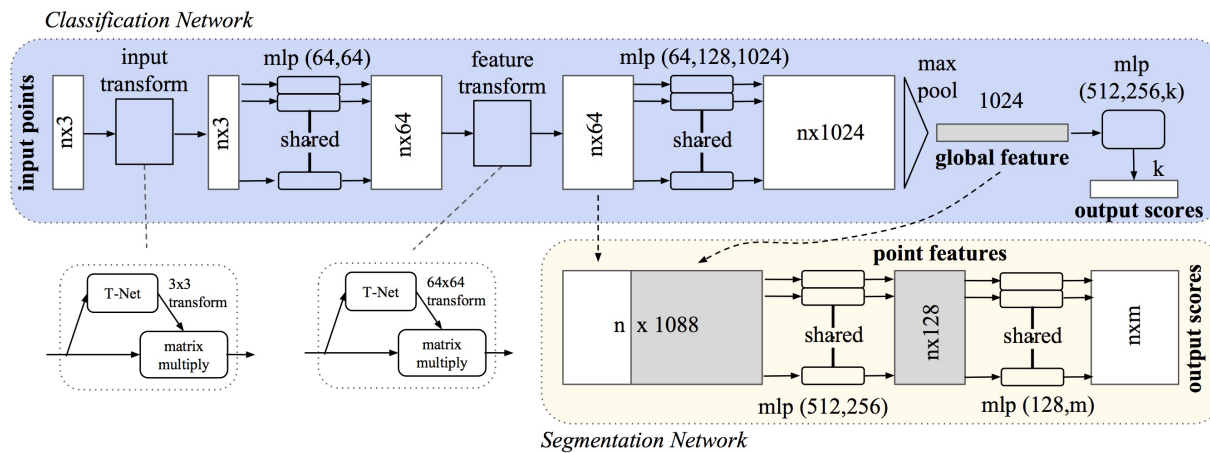 Classification Network
input points
nx3
input
transform
nx3
mlp (64,64)
shared
nx64
feature
transform
nx64
mlp (64,128,1024)
shared
nx1024
max
pool
1024
global feature
mlp
(512,256,k)
k
output scores
T-Net
3x3
transform
matrix
multiply
T-Net
64x64
transform
matrix
multiply
point features
n x 1088
shared
mlp (512,256)
nx128
shared
mlp (128,m)
nxm
output scores
Segmentation Network